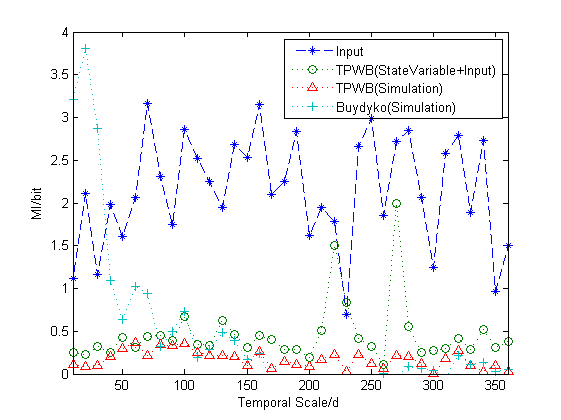 4
3.5
3
2.5
2
1.5
1
0.5
0
MI/bit
Input
TPWB(StateVariable+Input)
TPWB(Simulation)
Buydyko(Simulation)
50 100 150 200 250 300 350
Temporal Scale/d